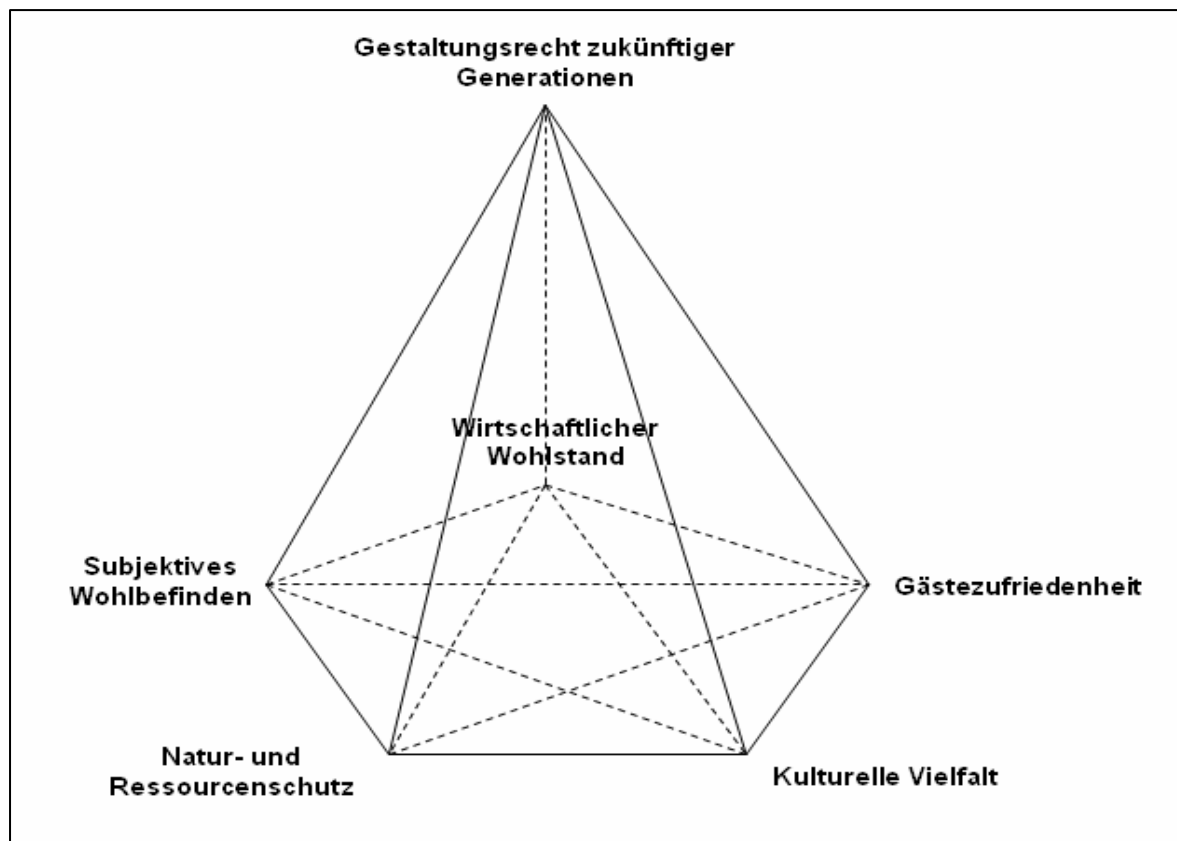 Gestaltungsrecht zukünftiger
Generationen
Wirtschaftlicher
Wohlstand
Subjektives
Wohlbefinden
Gästezufriedenheit
Natur- und
Ressourcenschutz
Kulturelle Vielfalt